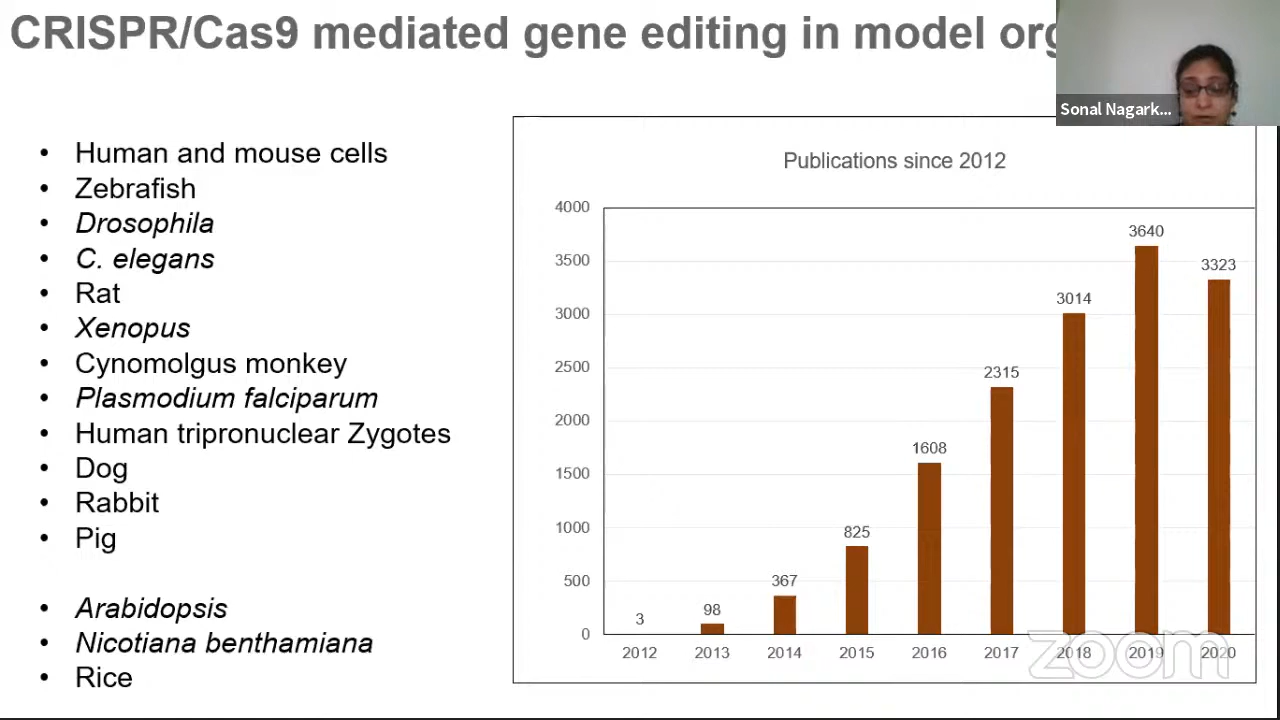 CRISPR/Cas9 mediated gene editing in model
Sonal Nagark...
• Human and mouse cells
• Zebrafish
• Drosophila
• C. elegans
• Rat
• Xenopus
• Cynomolgus monkey
• Plasmodium falciparum
• Human tripronuclear Zygotes
• Dog
• Rabbit
• Pig
• Arabidopsis
• Nicotiana benthamiana
• Rice
Publications since 2012
4000
3500
3000
2500
2000
1500
1000
500
0
3
98
367
825
1608
2315
3014
3640
3323
2012 2013 2014 2015 2016 2017 2018 2019 2020
zoom